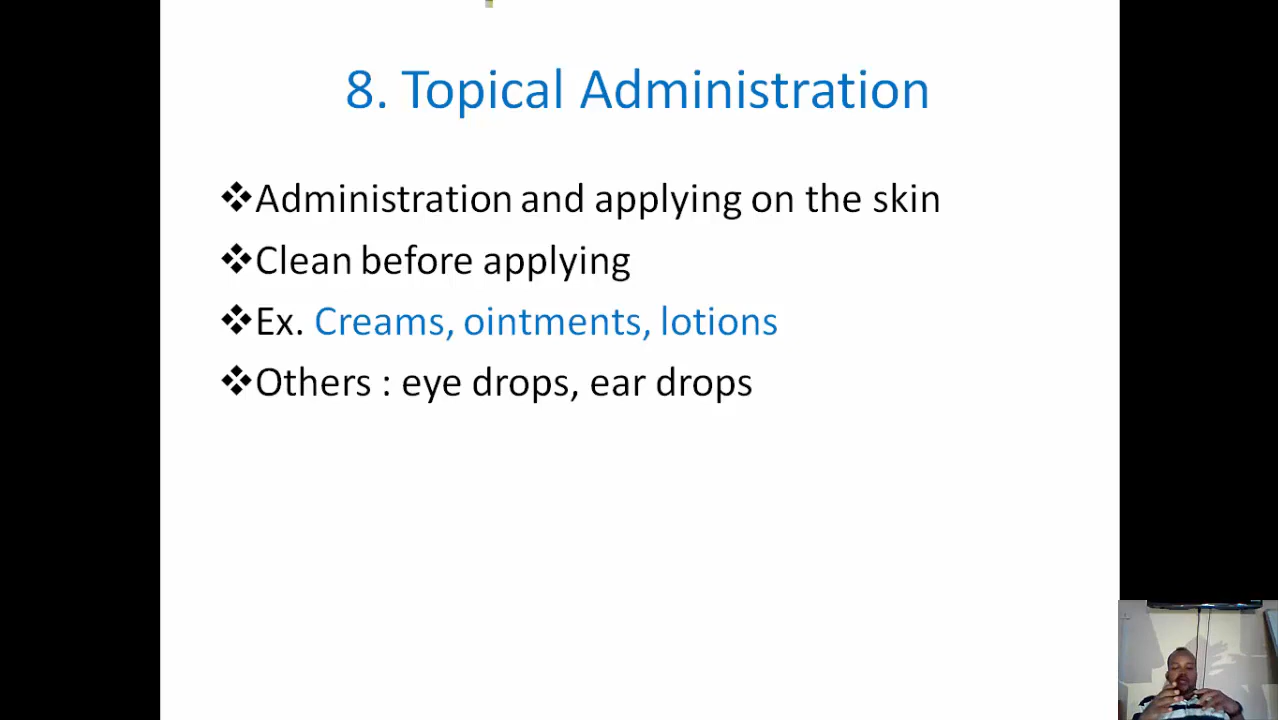 8. Topical Administration
❖Administration and applying on the skin
❖Clean before applying
❖Ex. Creams, ointments, lotions
❖Others : eye drops, ear drops